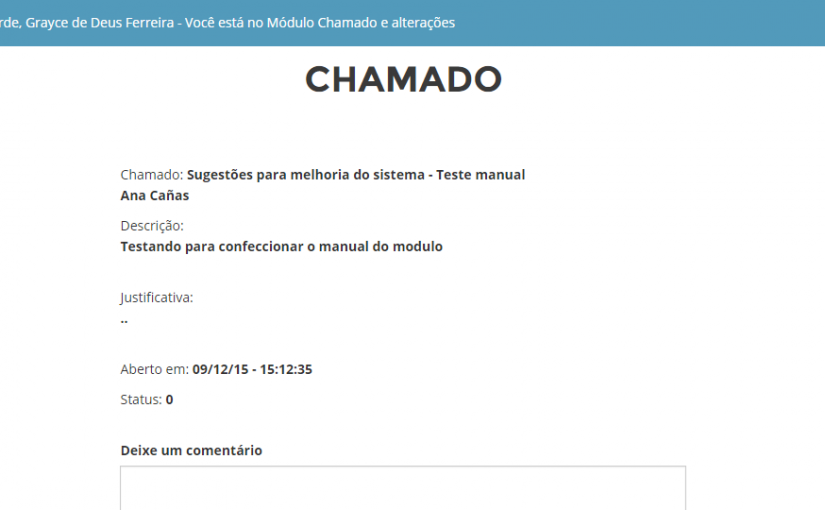 rde, Grayce de Deus Ferreira - Você está no Módulo Chamado e alterações
CHAMADO
Chamado: Sugestões para melhoria do sistema - Teste manual
Ana Cañas
Descrição:
Testando para confeccionar o manual do modulo
Justificativa:
..
Aberto em: 09/12/15 - 15:12:35
Status: 0
Deixe um comentário